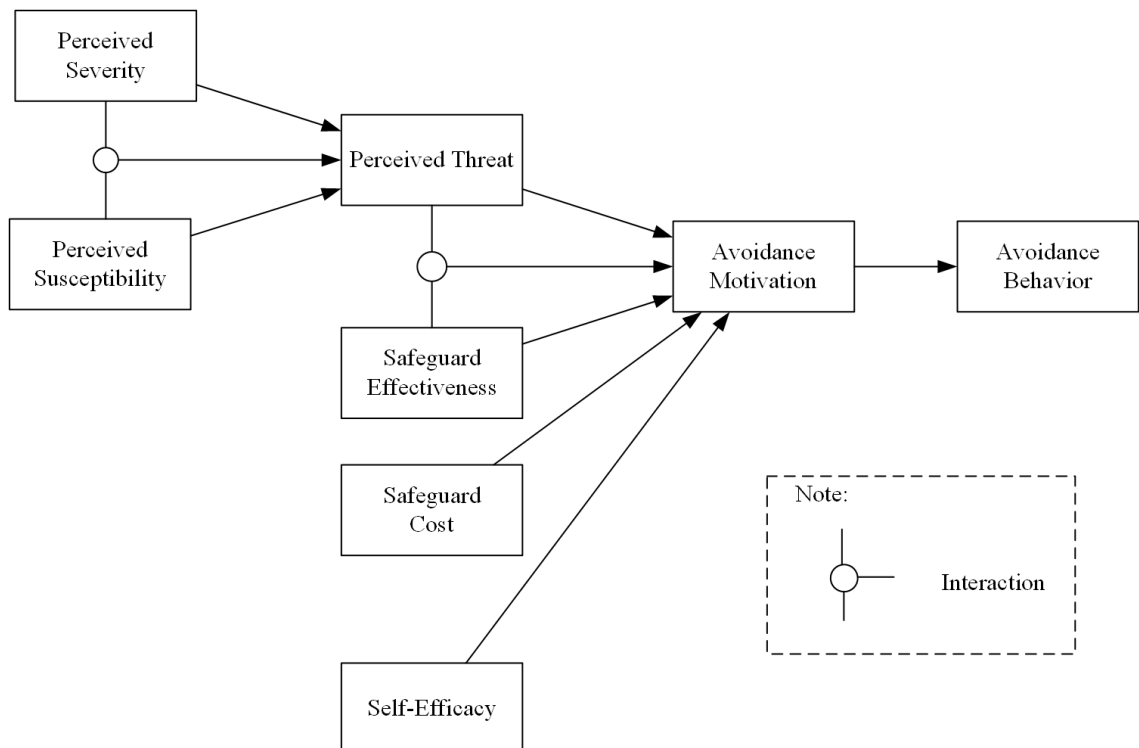 Perceived
Severity
Perceived Threat
Perceived
Susceptibility
Avoidance
Motivation
Avoidance
Behavior
Safeguard
Effectiveness
Safeguard
Cost
Note:
Interaction
Self-Efficacy